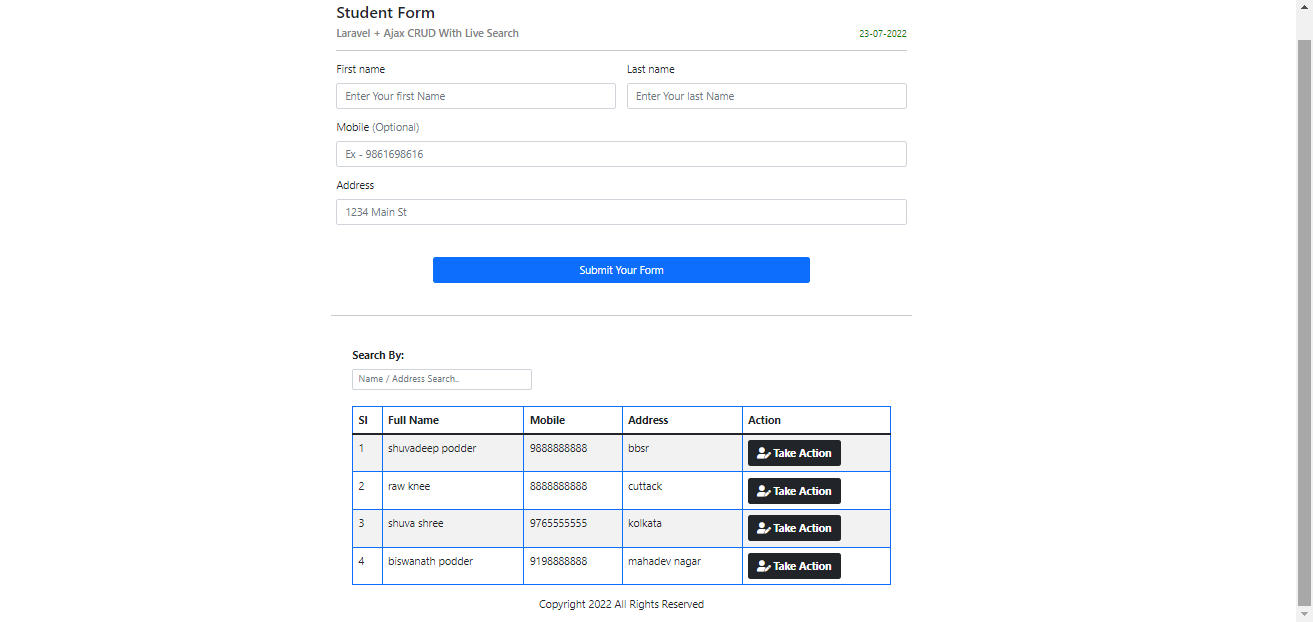 Student Form
Laravel + Ajax CRUD With Live Search 23-07-2022
First name Last name
Enter Your first Name Enter Your last Name
Mobile (Optional)
Ex - 9861698616
Address
1234 Main St
Submit Your Form
Search By:
Name / Address Search..
Sl Full Name Mobile Address Action
1 shuvadeep podder 9888888888 bbsr Take Action
2 raw knee 8888888888 cuttack Take Action
3 shuva shree 9765555555 kolkata Take Action
4 biswanath podder 9198888888 mahadev nagar Take Action
Copyright 2022 All Rights Reserved